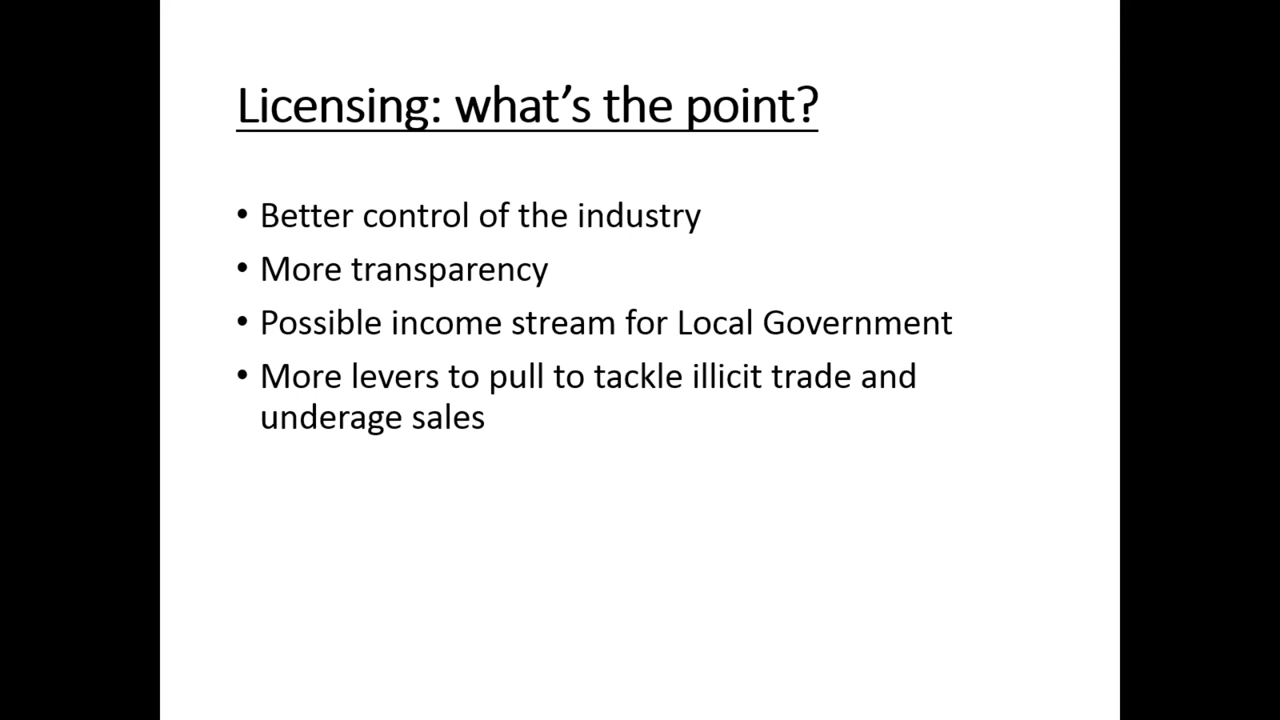 Licensing: what’s the point?
• Better control of the industry
• More transparency
• Possible income stream for Local Government
• More levers to pull to tackle illicit trade and
underage sales